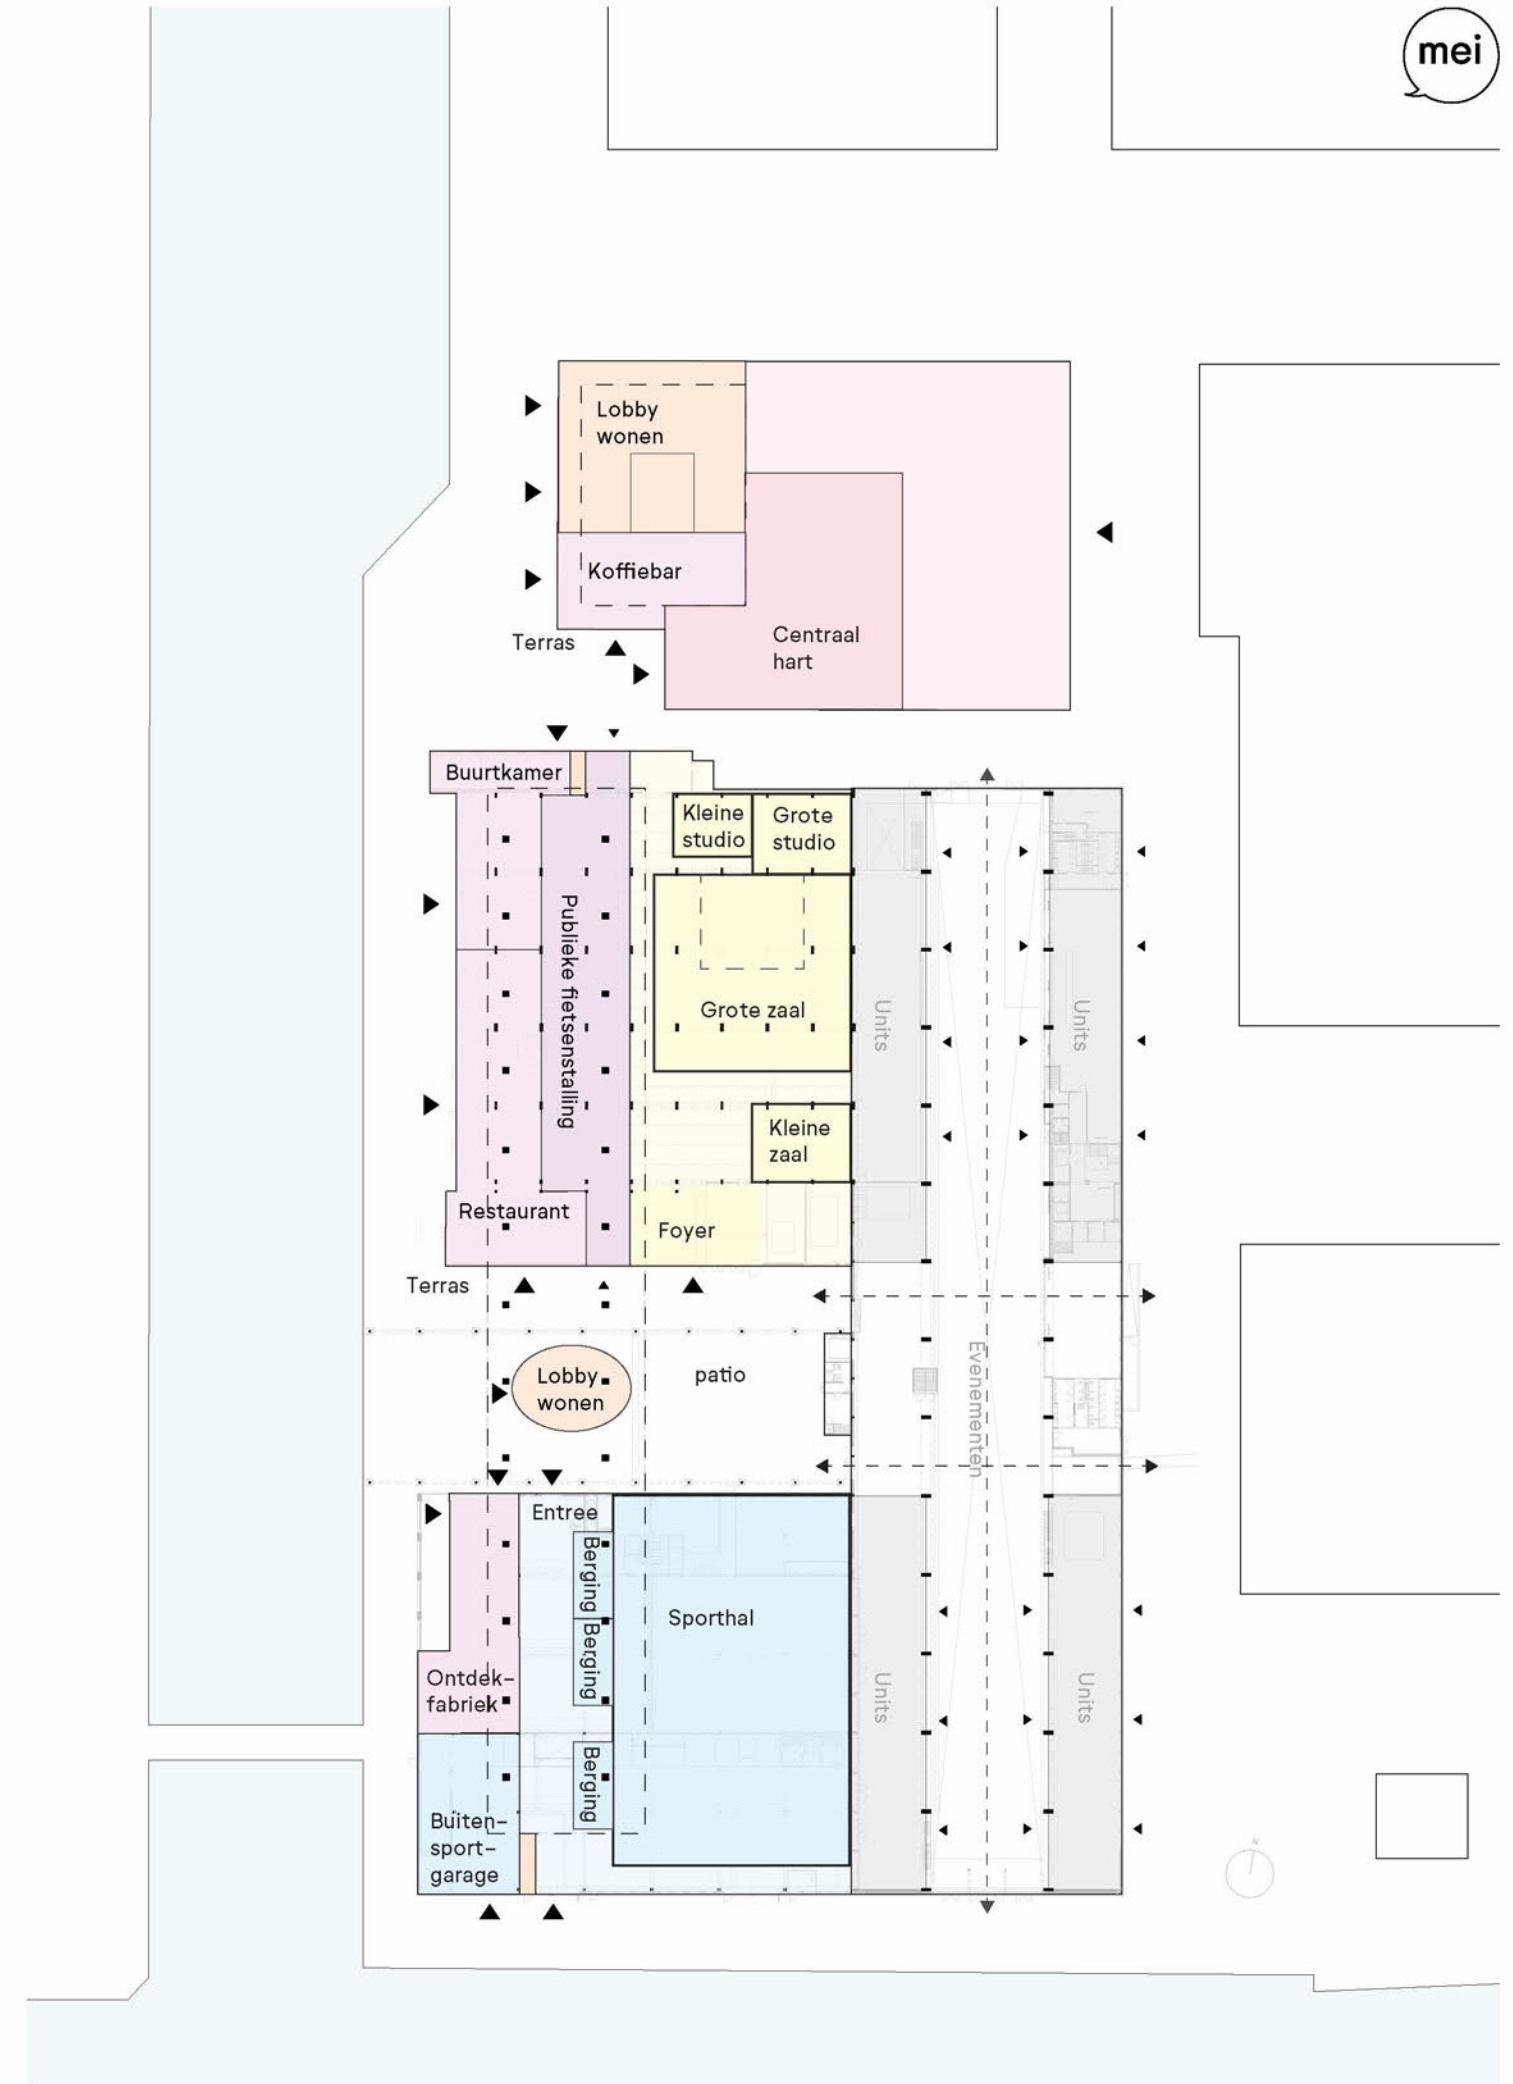 mei
Lobby
wonen
Koffiebar
Terras
Centraal
hart
Buurtkamer
Kleine
studio
Grote
studio
Publieke fietsenstalling
Grote zaal
Units
Units
Kleine
zaal
Restaurant
Foyer
Terras
Lobby
wonen
patio
Evenementen
Entree
Berging
Berging
Sporthal
Ontdek-
fabriek
Units
Units
Berging
Buiten-
sport-
garage
N